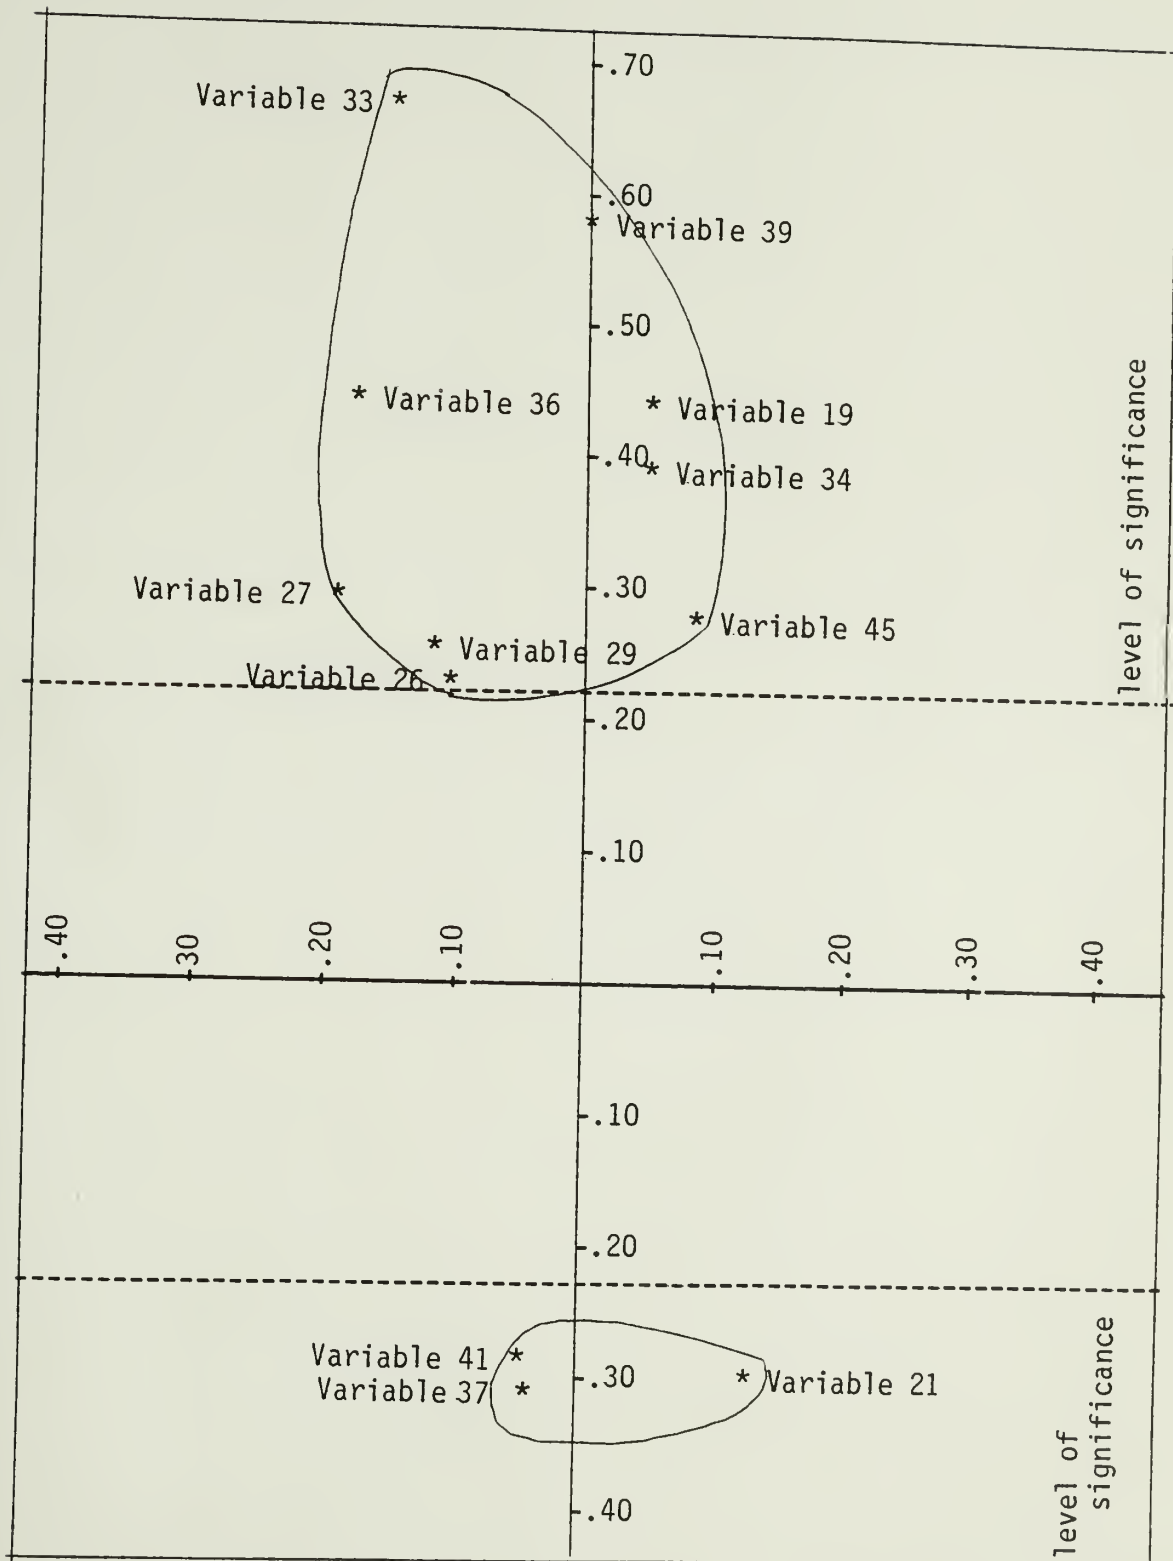 .70
Variable 33 *
.60
* Variable 39
.50
* Variable 36
* Variable 19
.40
* Variable 34
Variable 27 *
.30
* Variable 45
* Variable 29
Variable 26 *
level of significance
.20
.10
.40
.30
.20
.10
.10
.20
.30
.40
.10
.20
Variable 41 *
Variable 37 *
.30
* Variable 21
level of
significance
.40